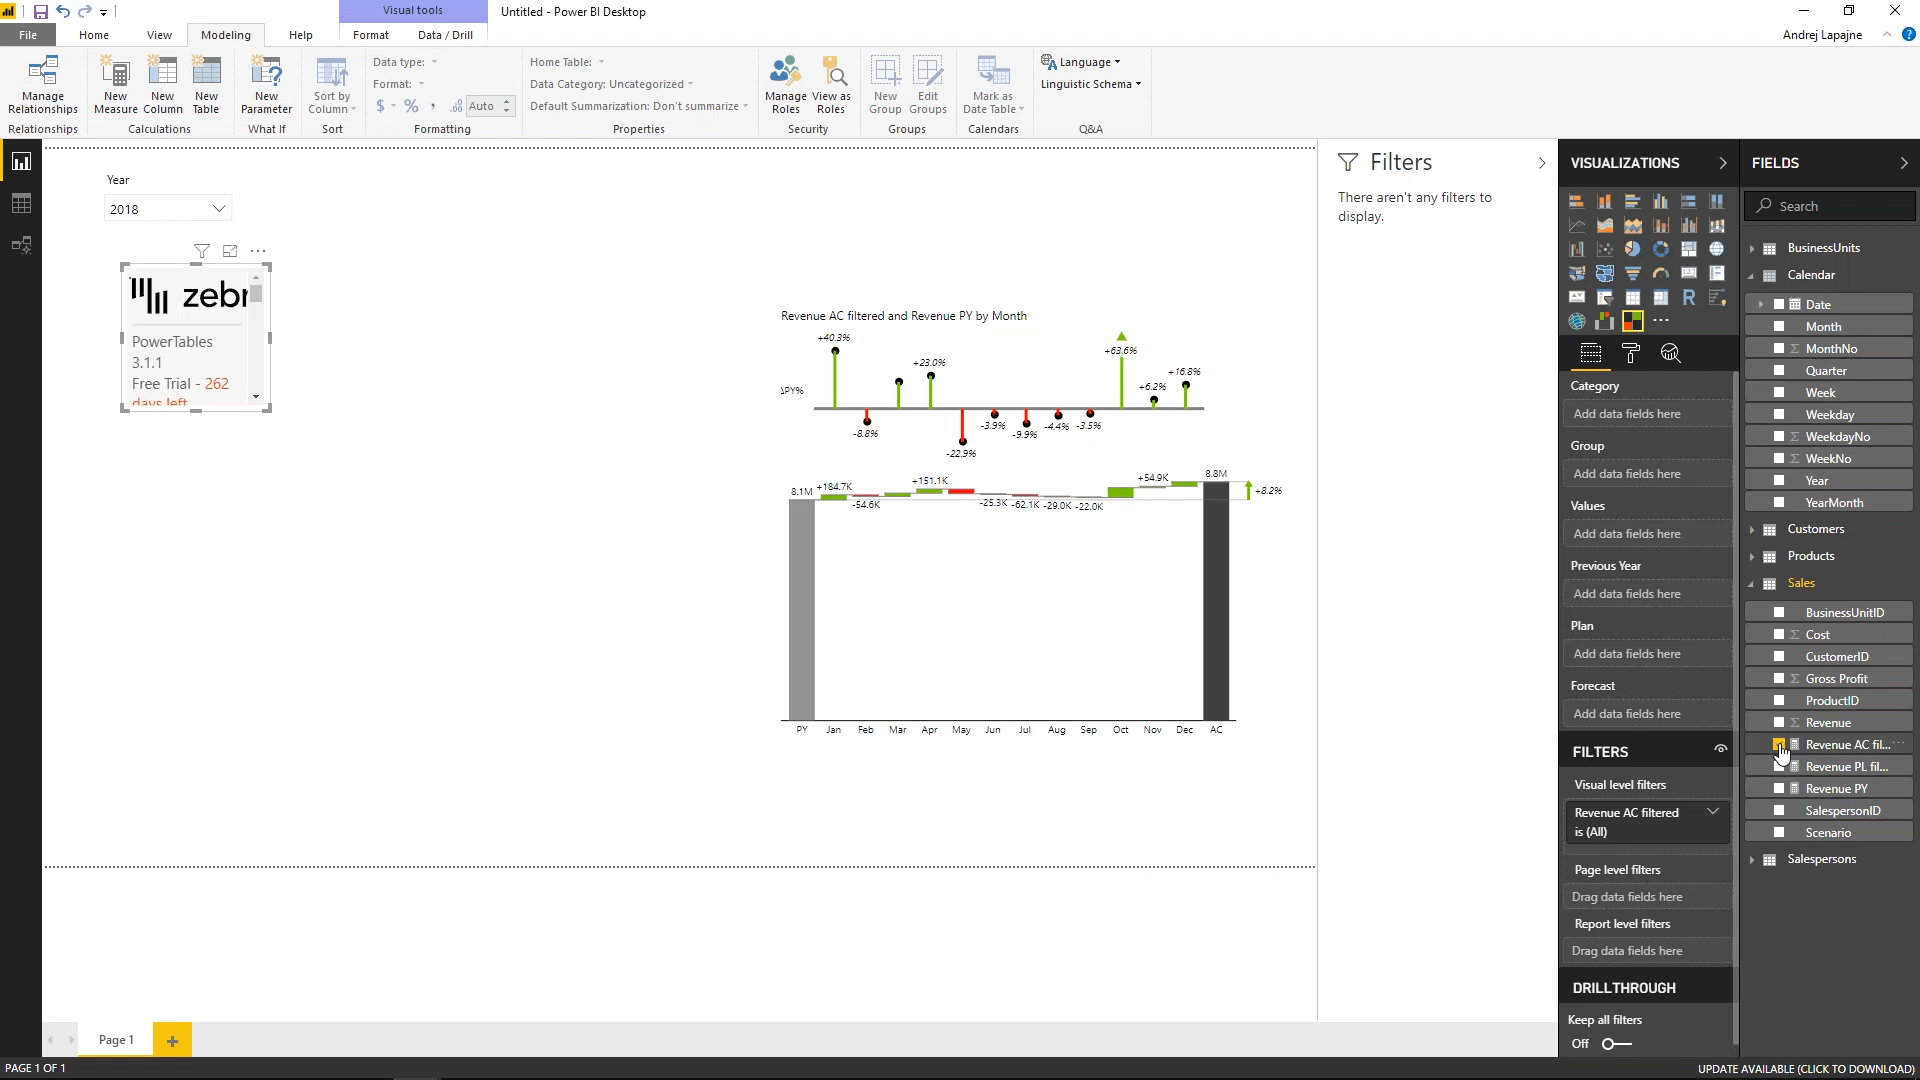 Visual tools
Untitled - Power BI Desktop
File
Home
View
Modeling
Help
Format
Data / Drill
Andrej Lapajne
Manage
Relationships
Relationships
New
Measure
New
Column
New
Table
Calculations
New
Parameter
What If
Sort by
Column
Sort
Data type:
Format:
$ % , .00 Auto
Formatting
Home Table:
Data Category: Uncategorized
Default Summarization: Don't summarize
Properties
Manage
Roles
View as
Roles
Security
New
Group
Edit
Groups
Groups
Mark as
Date Table
Calendars
Language
Linguistic Schema
Q&A
Year
2018
zebr
PowerTables
3.1.1
Free Trial - 262
days left
Revenue AC filtered and Revenue PY by Month
ΔPY%
+40.3%
-8.8%
+23.0%
-22.9%
-3.9%
-9.9%
-4.4%
-3.5%
+63.6%
+6.2%
+16.8%
8.1M
+184.7K
-54.6K
+151.1K
-25.3K
-62.1K
-29.0K
-22.0K
+54.9K
8.8M
+8.2%
PY Jan Feb Mar Apr May Jun Jul Aug Sep Oct Nov Dec AC
Filters
There aren't any filters to
display.
VISUALIZATIONS
R
Category
Add data fields here
Group
Add data fields here
Values
Add data fields here
Previous Year
Add data fields here
Plan
Add data fields here
Forecast
Add data fields here
FILTERS
Visual level filters
Revenue AC filtered
is (All)
Page level filters
Drag data fields here
Report level filters
Drag data fields here
DRILLTHROUGH
Keep all filters
Off
FIELDS
Search
BusinessUnits
Calendar
Date
Month
Σ MonthNo
Quarter
Week
Weekday
Σ WeekdayNo
Σ WeekNo
Year
YearMonth
Customers
Products
Sales
BusinessUnitID
Σ Cost
CustomerID
Σ Gross Profit
ProductID
Σ Revenue
Revenue AC fil...
Revenue PL fil...
Revenue PY
SalespersonID
Scenario
Salespersons
Page 1
PAGE 1 OF 1
UPDATE AVAILABLE (CLICK TO DOWNLOAD)